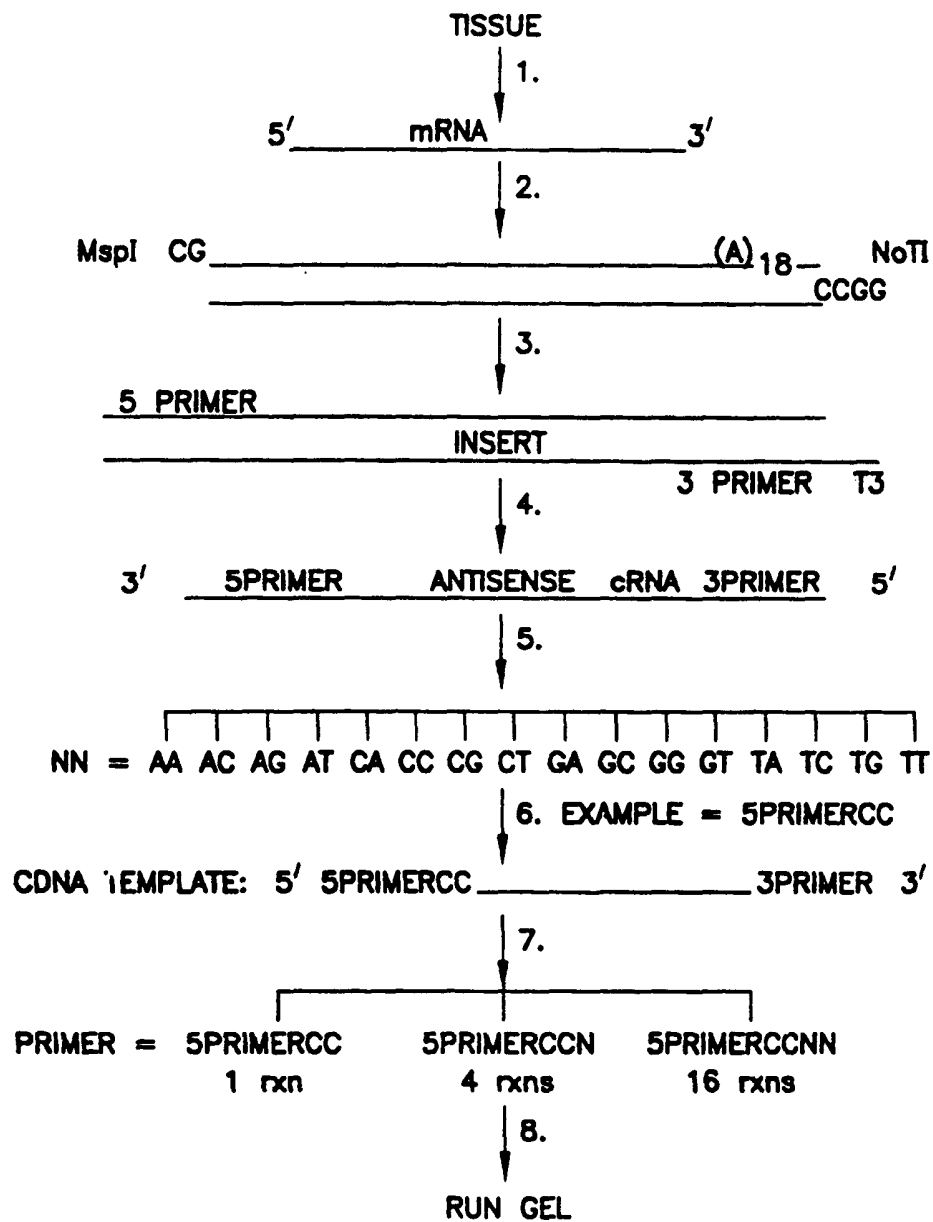 TISSUE
1.
5' mRNA 3'
2.
MspI CG (A)18 NoTI
CCGG
3.
5 PRIMER
INSERT
3 PRIMER T3
4.
3' 5PRIMER ANTISENSE cRNA 3PRIMER 5'
5.
NN = AA AC AG AT CA CC CG CT GA GC GG GT TA TC TG TT
6. EXAMPLE = 5PRIMERCC
CDNA TEMPLATE: 5' 5PRIMERCC 3PRIMER 3'
7.
PRIMER = 5PRIMERCC 5PRIMERCCN 5PRIMERCCNN
1 rxn 4 rxns 16 rxns
8.
RUN GEL